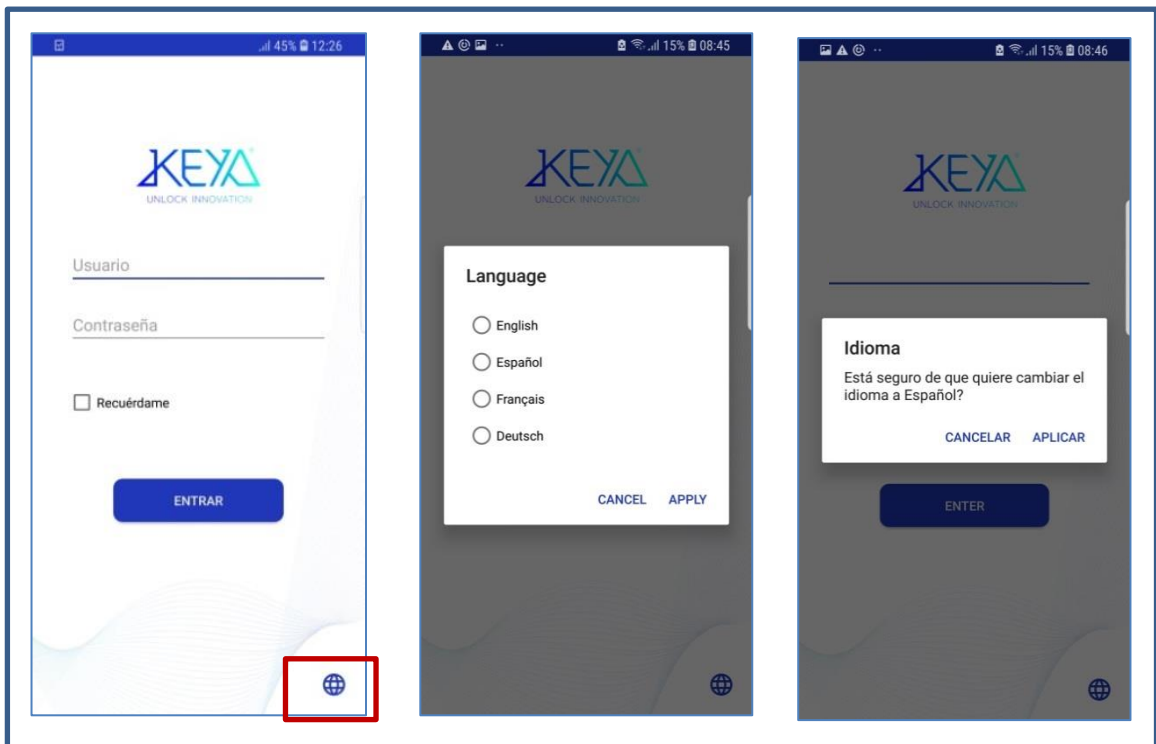 45% 12:26
KEYA
UNLOCK INNOVATION
Usuario
Contraseña
Recuérdame
ENTRAR
15% 08:45
KEYA
UNLOCK INNOVATION
Language
English
Español
Français
Deutsch
CANCEL APPLY
15% 08:46
KEYA
UNLOCK INNOVATION
Idioma
Está seguro de que quiere cambiar el
idioma a Español?
CANCELAR APLICAR
ENTER